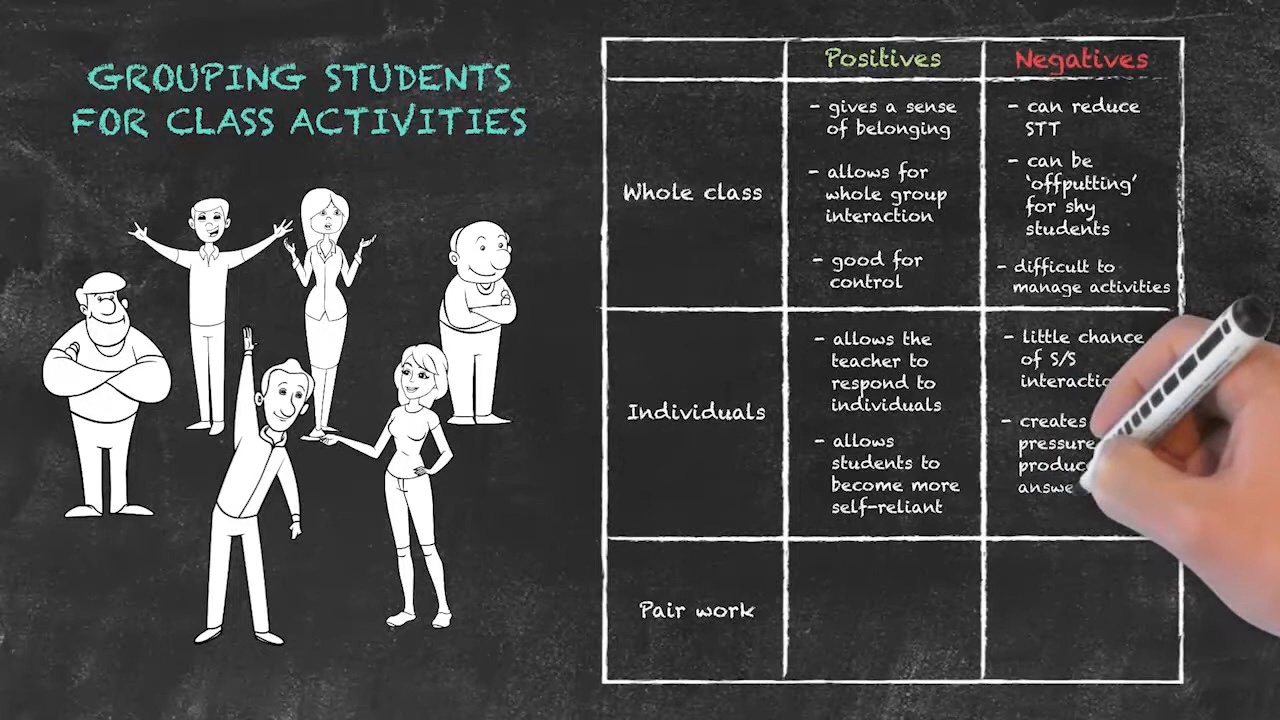 GROUPING STUDENTS
FOR CLASS ACTIVITIES
Positives
Negatives
Whole class
- gives a sense
of belonging
- allows for
whole group
interaction
- good for
control
- can reduce
STT
- can be
'offputting'
for shy
students
- difficult to
manage activities
Individuals
- allows the
teacher to
respond to
individuals
- allows
students to
become more
self-reliant
- little chance
of S/S
- creates
pressure
Pair work